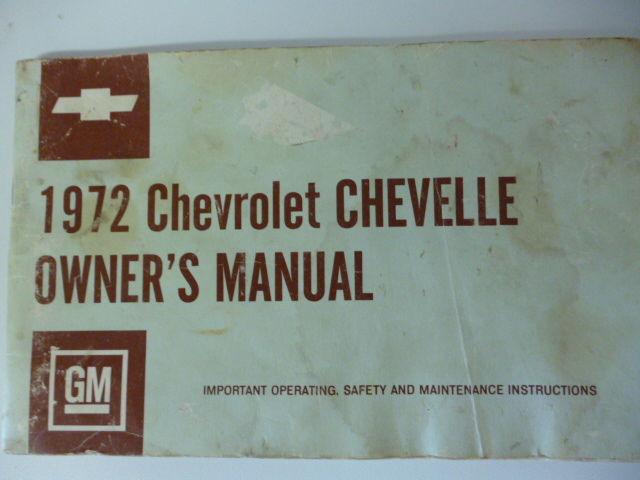 1972 Chevrolet CHEVELLE
OWNER'S MANUAL
GM
IMPORTANT OPERATING, SAFETY AND MAINTENANCE INSTRUCTIONS